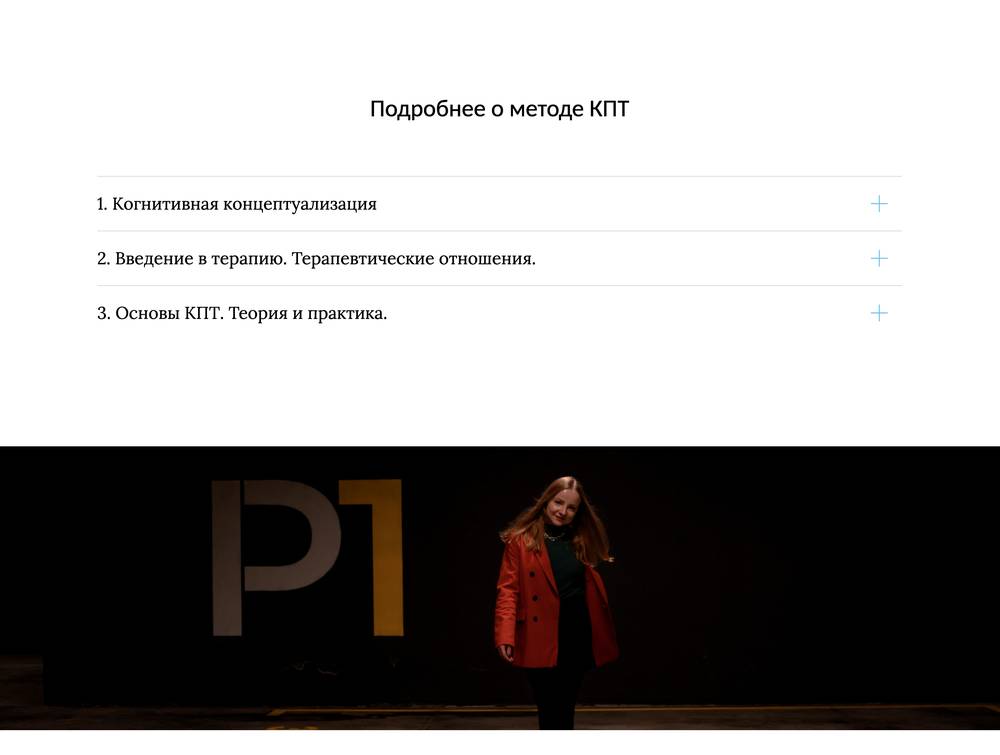 Подробнее о методе КПТ
1. Когнитивная концептуализация
2. Введение в терапию. Терапевтические отношения.
3. Основы КПТ. Теория и практика.
P1